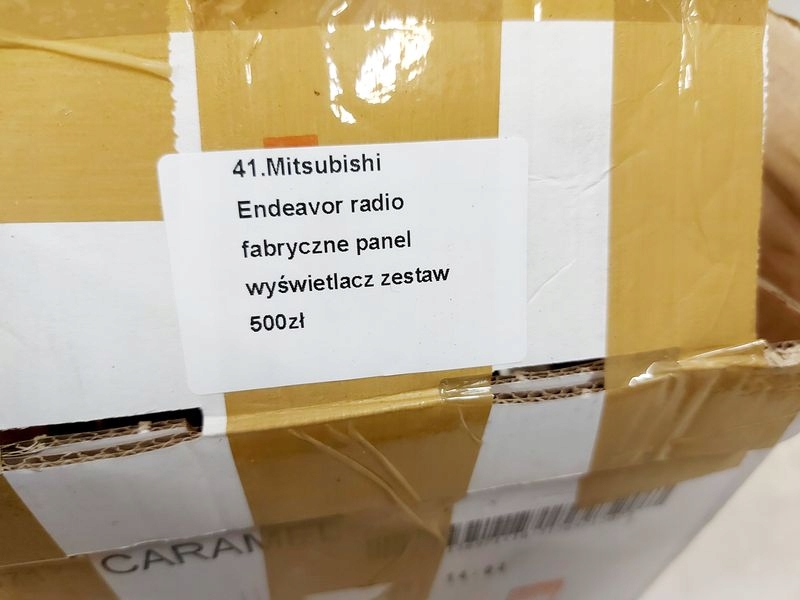 41.Mitsubishi
Endeavor radio
fabryczne panel
wyświetlacz zestaw
500zł
CARAMEL